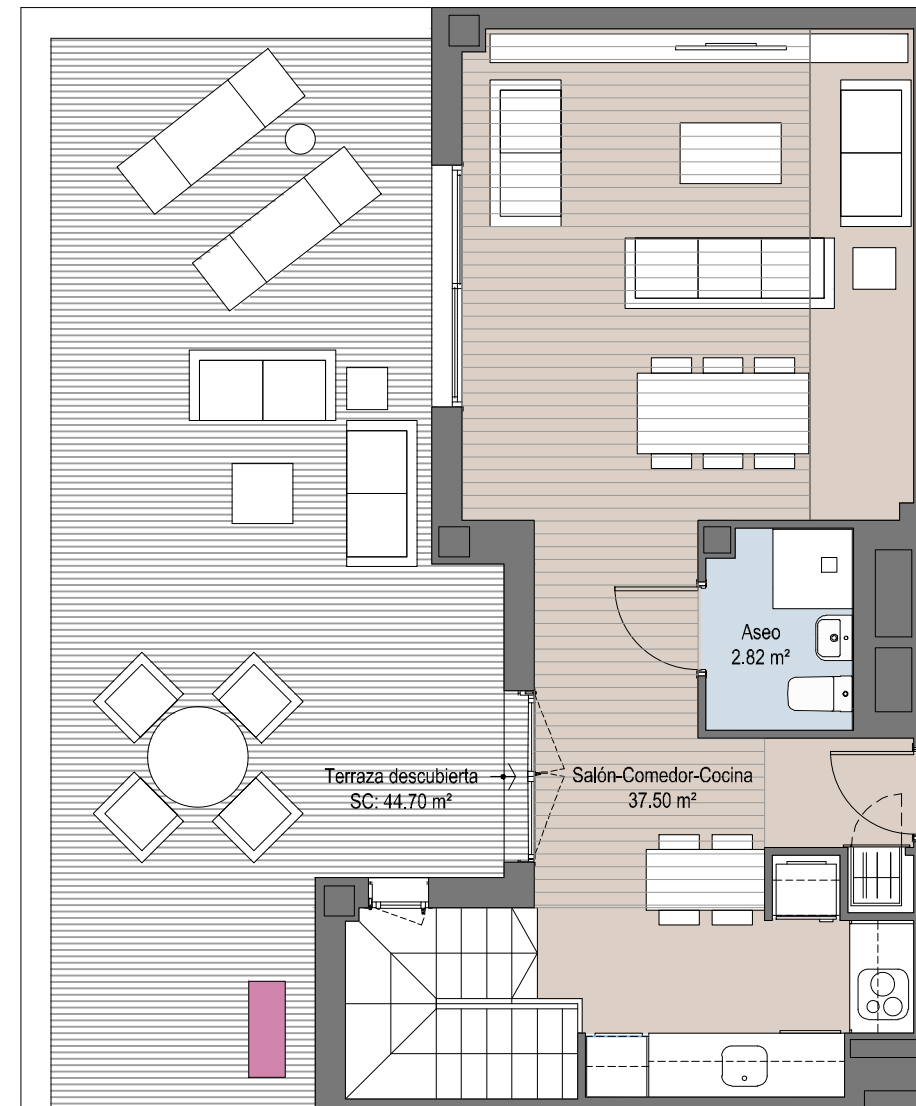 Aseo
2.82 m²
Terraza descubierta
SC: 44.70 m²
Salón-Comedor-Cocina
37.50 m²